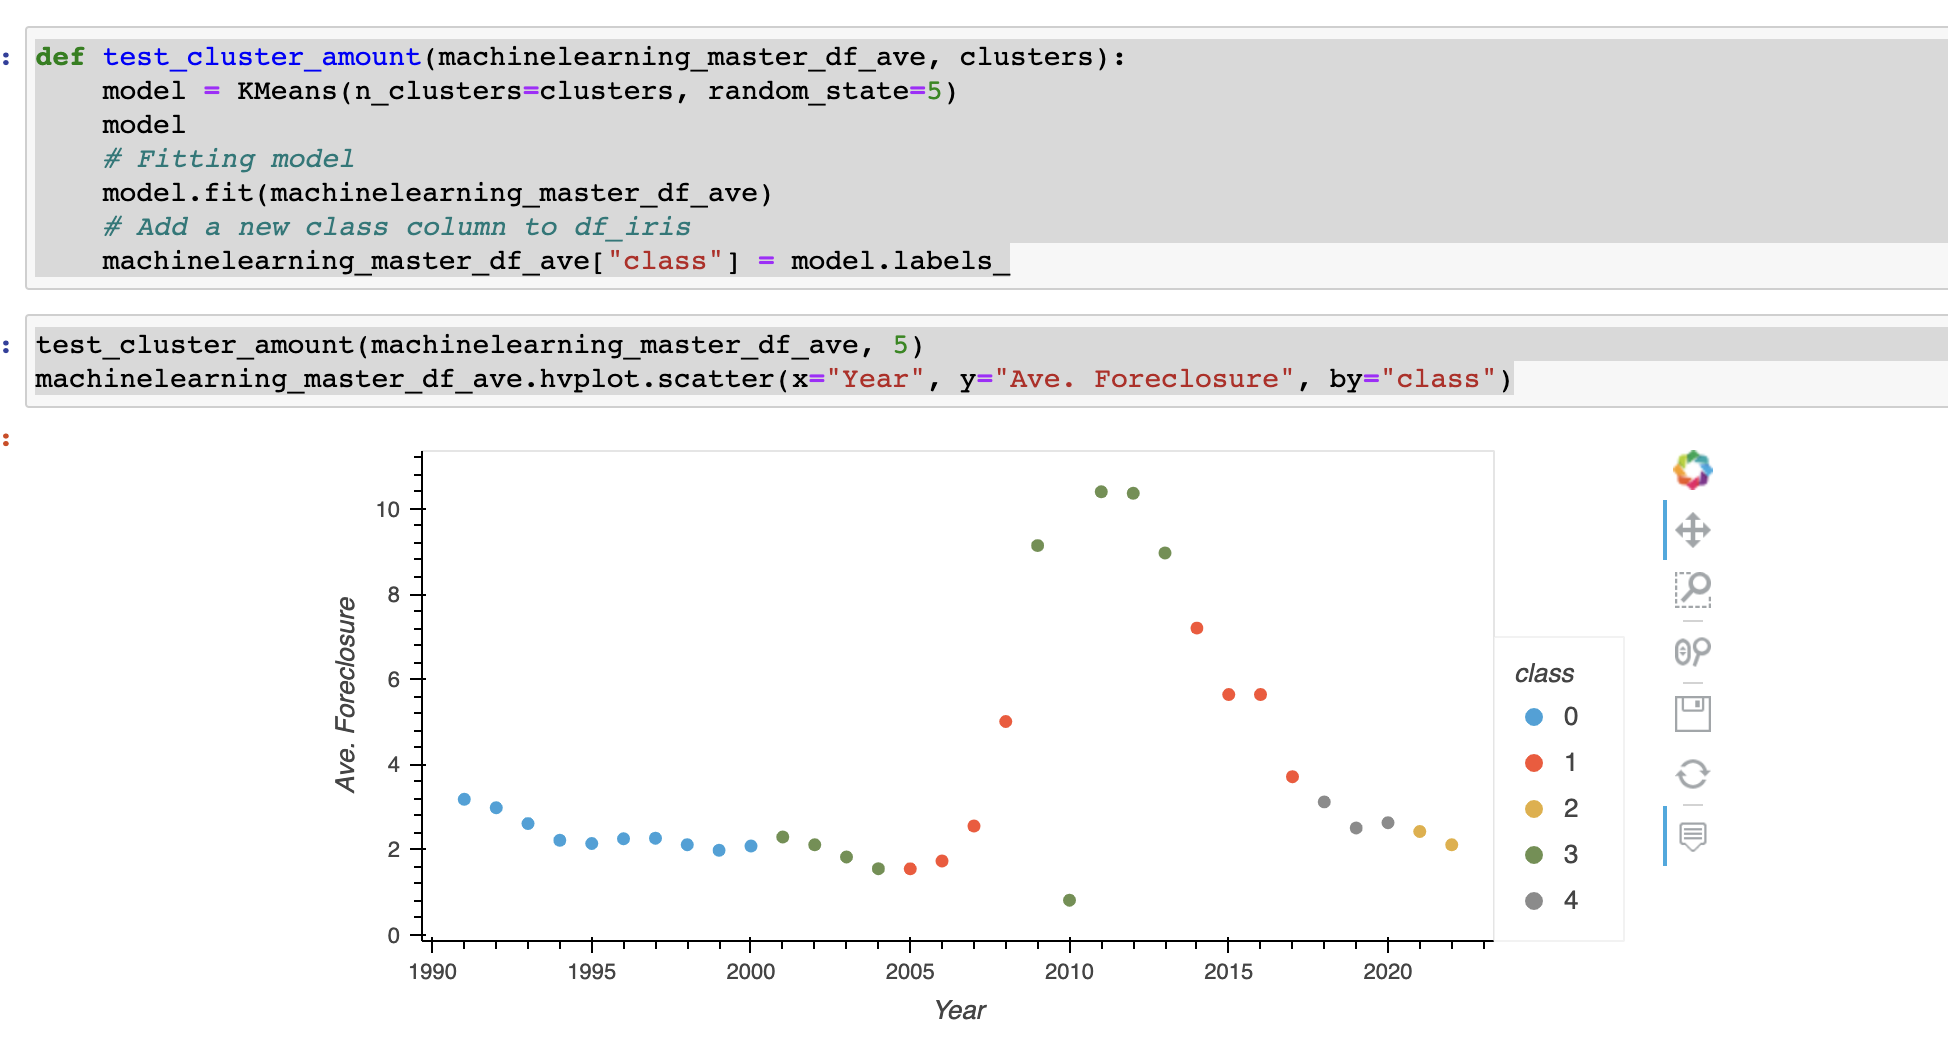 def test_cluster_amount(machinelearning_master_df_ave, clusters):
    model = KMeans(n_clusters=clusters, random_state=5)
    model
    # Fitting model
    model.fit(machinelearning_master_df_ave)
    # Add a new class column to df_iris
    machinelearning_master_df_ave["class"] = model.labels_
test_cluster_amount(machinelearning_master_df_ave, 5)
machinelearning_master_df_ave.hvplot.scatter(x="Year", y="Ave. Foreclosure", by="class")
10
8
6
4
2
0
Ave. Foreclosure
1990 1995 2000 2005 2010 2015 2020
Year
class
0
1
2
3
4